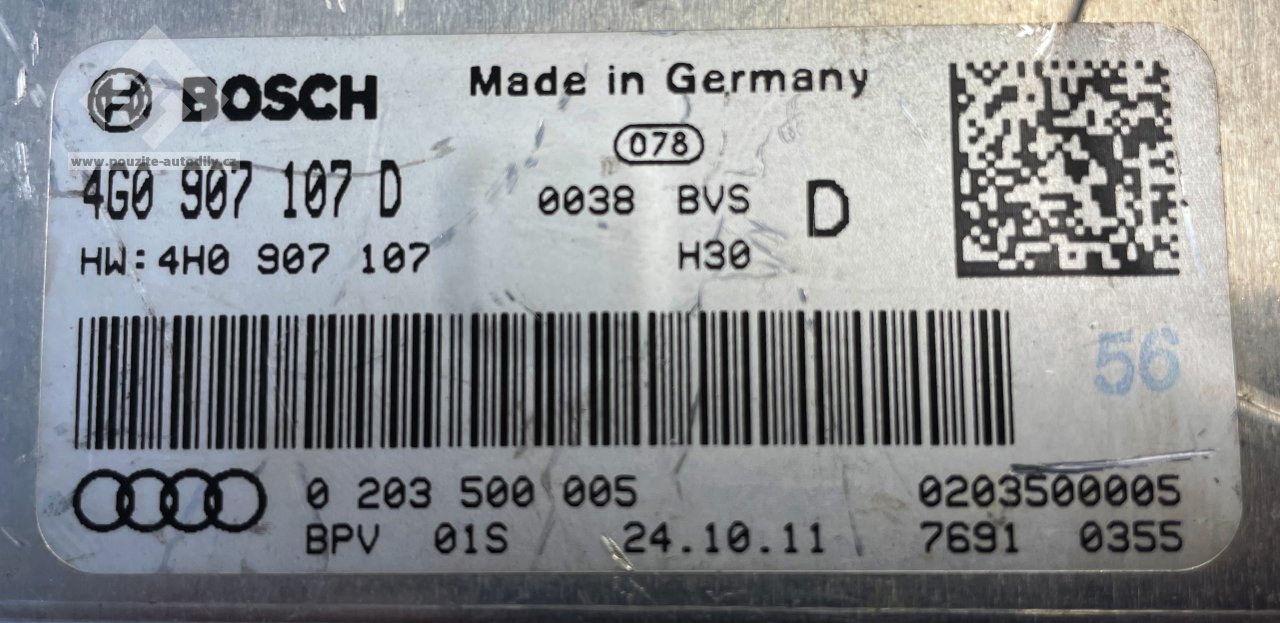 BOSCH
Made in Germany
www.pouzite-autodily.cz
078
4G0 907 107 D
0038 BVS
D
HW: 4H0 907 107
H30
56
0 203 500 005
0203500005
BPV 01S 24.10.11
7691 0355